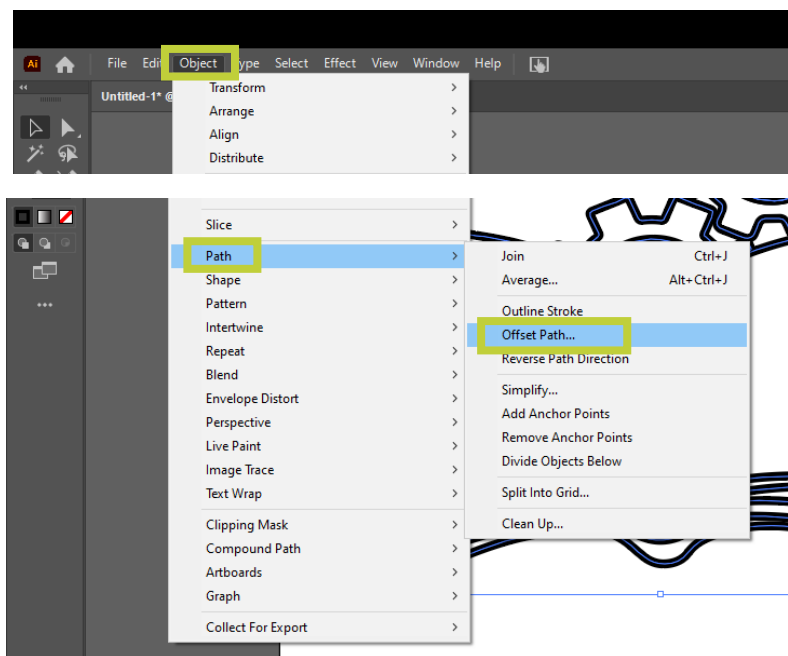 Ai File Edit Object Type Select Effect View Window Help
Untitled-1* @
Transform
Arrange
Align
Distribute
Slice
Path
Shape
Pattern
Intertwine
Repeat
Blend
Envelope Distort
Perspective
Live Paint
Image Trace
Text Wrap
Clipping Mask
Compound Path
Artboards
Graph
Collect For Export
Join Ctrl+J
Average... Alt+Ctrl+J
Outline Stroke
Offset Path...
Reverse Path Direction
Simplify...
Add Anchor Points
Remove Anchor Points
Divide Objects Below
Split Into Grid...
Clean Up...